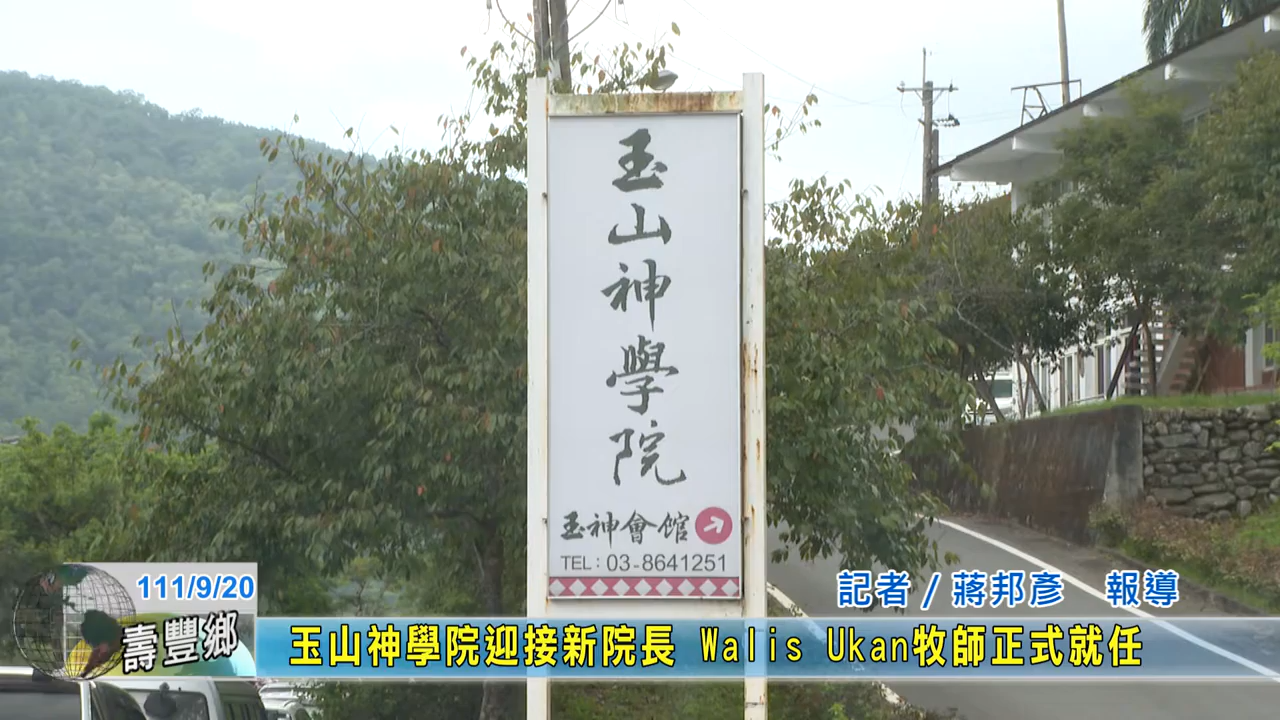 玉山神學院
玉神會館
TEL：03-8641251
111/9/20
壽豐鄉
記者/蔣邦彥 報導
玉山神學院迎接新院長 Walis Ukan牧師正式就任